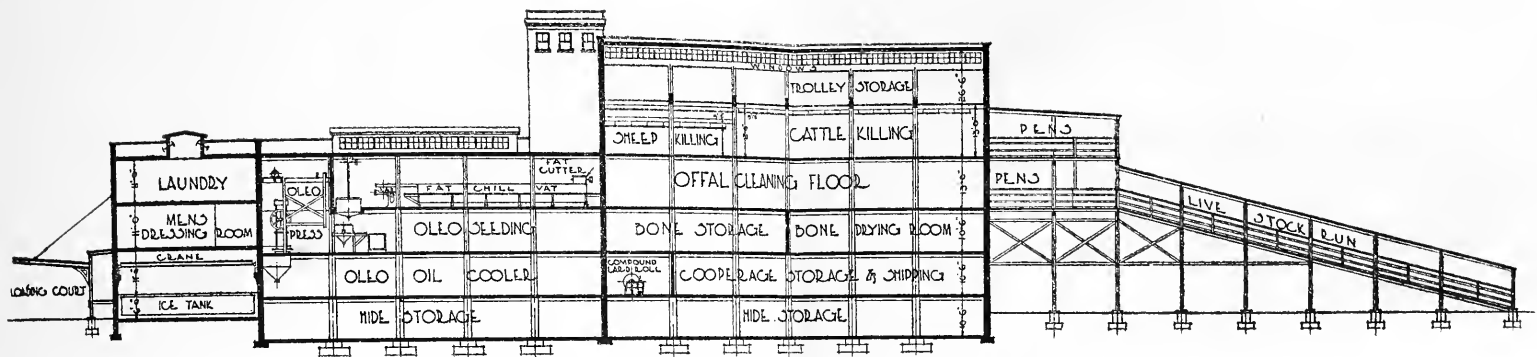 WINDOWS
TROLLEY STORAGE
SHEEP KILLING
CATTLE KILLING
PENS
FAT CUTTER
LAUNDRY
OLEO PRESS
FAT CHILL VAT
OFFAL CLEANING FLOOR
PENS
MENS DRESSING ROOM
OLEO SEEDING
BONE STORAGE
BONE DRYING ROOM
LIVE STOCK RUN
CRANE
LOADING COURT
ICE TANK
OLEO OIL COOLER
COMPOUND LARD ROLL
COOPERAGE STORAGE & SHIPPING
HIDE STORAGE
HIDE STORAGE